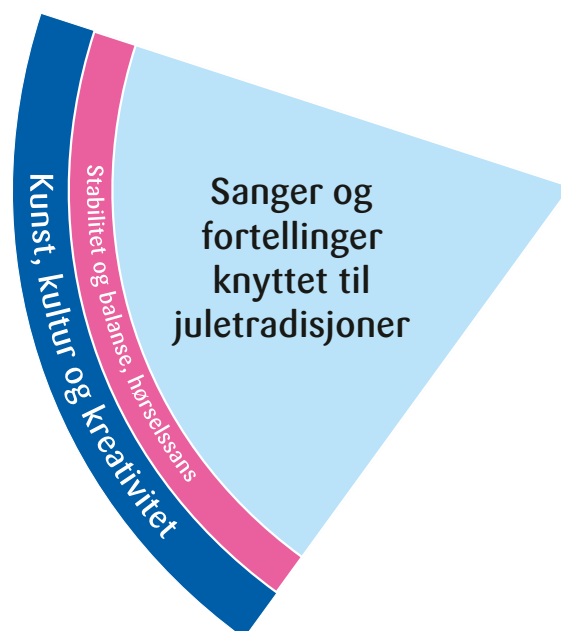 Kunst, kultur og kreativitet
Stabilitet og balanse, hørselssans
Sanger og
fortellinger
knyttet til
juletradisjoner